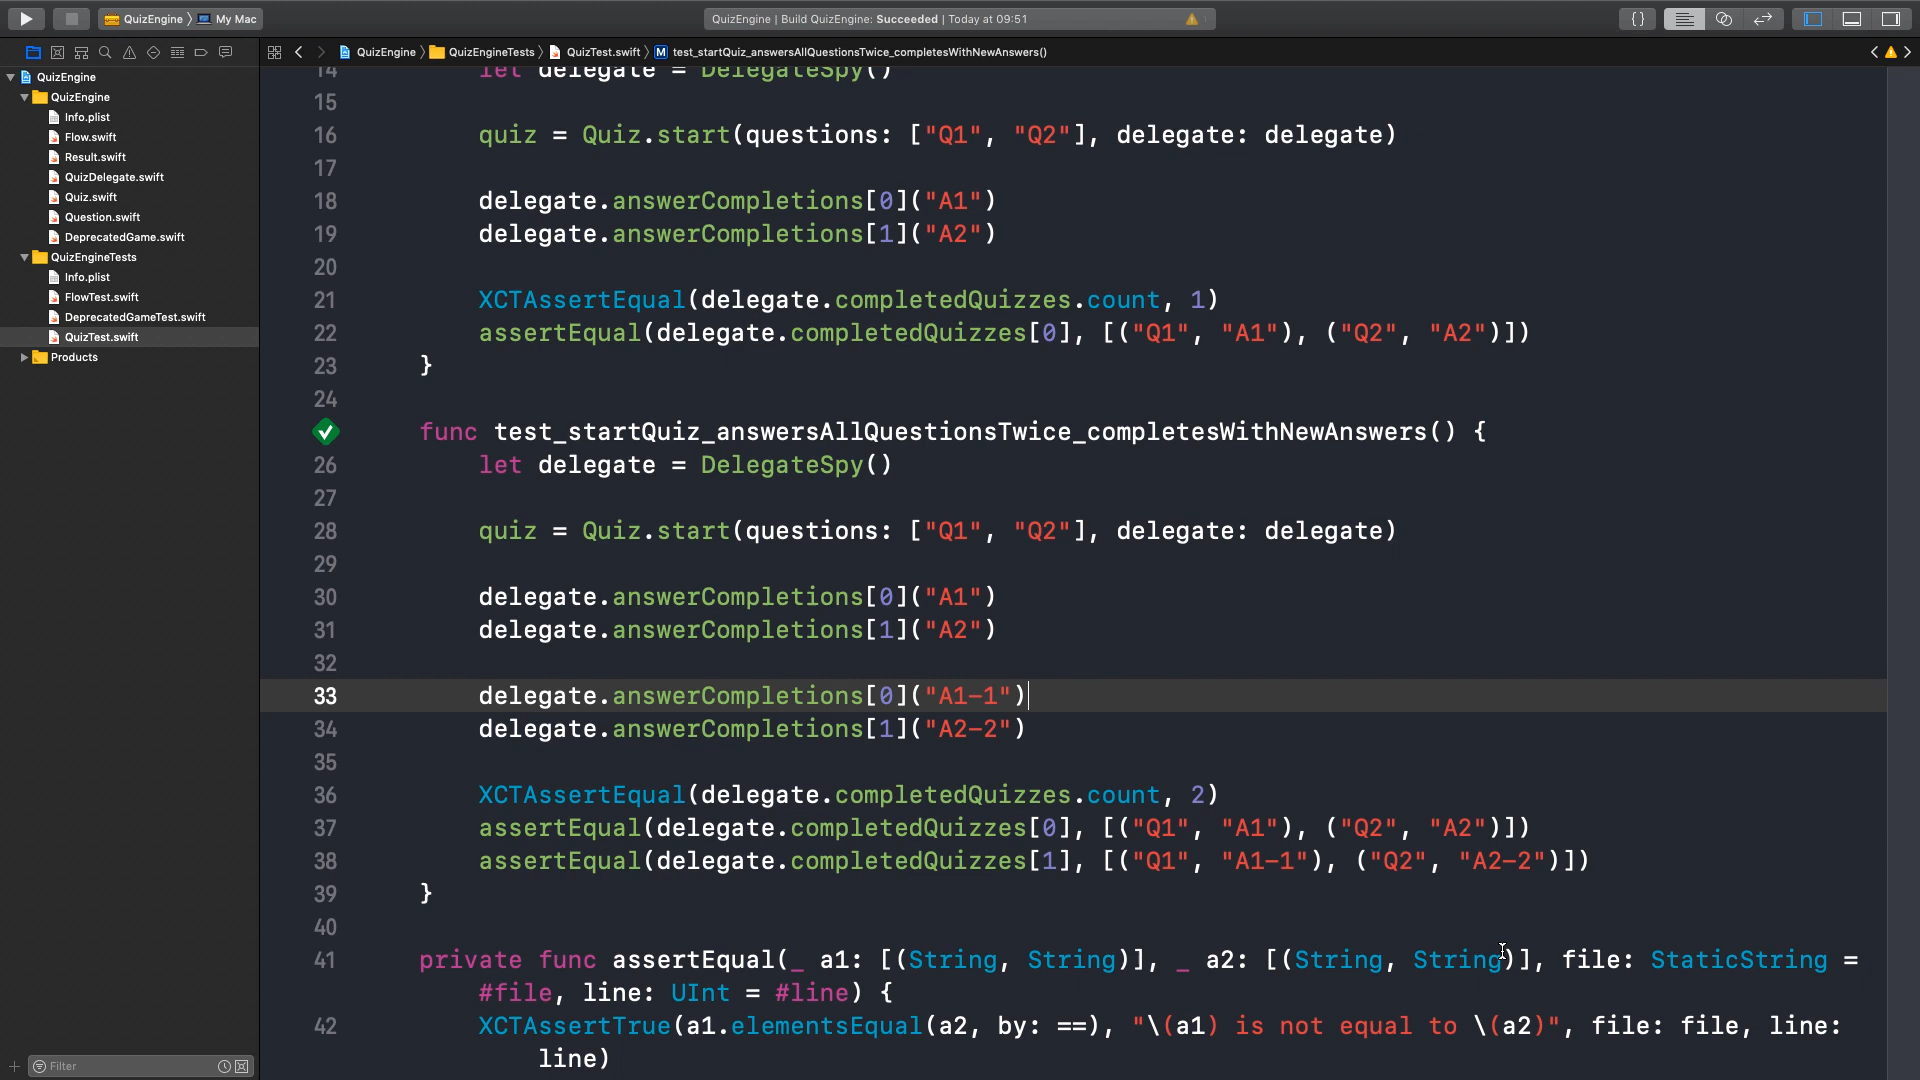 QuizEngine 〉 My Mac
QuizEngine | Build QuizEngine: Succeeded | Today at 09:51
QuizEngine 〉 QuizEngineTests 〉 QuizTest.swift 〉 M test_startQuiz_answersAllQuestionsTwice_completesWithNewAnswers()
QuizEngine
QuizEngine
Info.plist
Flow.swift
Result.swift
QuizDelegate.swift
Quiz.swift
Question.swift
DeprecatedGame.swift
QuizEngineTests
Info.plist
FlowTest.swift
DeprecatedGameTest.swift
QuizTest.swift
Products
Filter
14 let delegate = DelegateSpy()
15
16 quiz = Quiz.start(questions: ["Q1", "Q2"], delegate: delegate)
17
18 delegate.answerCompletions[0]("A1")
19 delegate.answerCompletions[1]("A2")
20
21 XCTAssertEqual(delegate.completedQuizzes.count, 1)
22 assertEqual(delegate.completedQuizzes[0], [("Q1", "A1"), ("Q2", "A2")])
23 }
24
func test_startQuiz_answersAllQuestionsTwice_completesWithNewAnswers() {
26 let delegate = DelegateSpy()
27
28 quiz = Quiz.start(questions: ["Q1", "Q2"], delegate: delegate)
29
30 delegate.answerCompletions[0]("A1")
31 delegate.answerCompletions[1]("A2")
32
33 delegate.answerCompletions[0]("A1-1")
34 delegate.answerCompletions[1]("A2-2")
35
36 XCTAssertEqual(delegate.completedQuizzes.count, 2)
37 assertEqual(delegate.completedQuizzes[0], [("Q1", "A1"), ("Q2", "A2")])
38 assertEqual(delegate.completedQuizzes[1], [("Q1", "A1-1"), ("Q2", "A2-2")])
39 }
40
41 private func assertEqual(_ a1: [(String, String)], _ a2: [(String, String)], file: StaticString =
#file, line: UInt = #line) {
42 XCTAssertTrue(a1.elementsEqual(a2, by: ==), "\(a1) is not equal to \(a2)", file: file, line:
line)